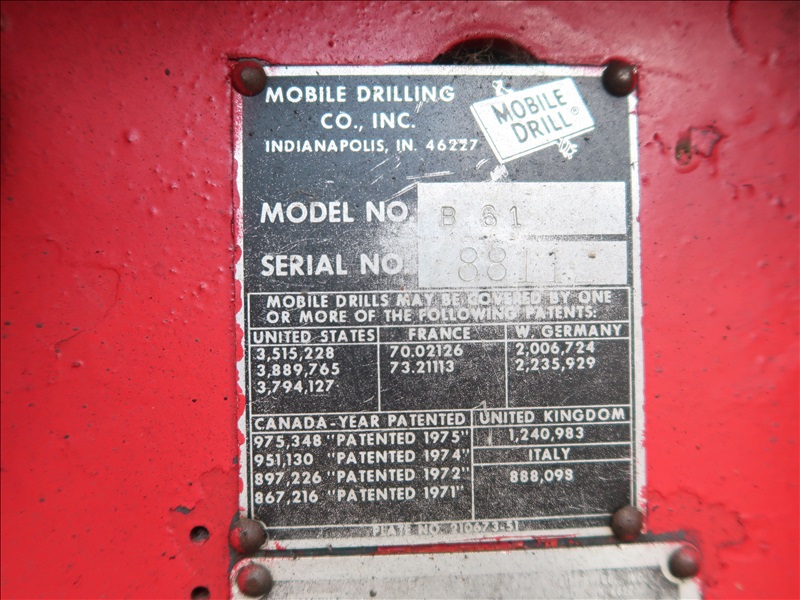 MOBILE DRILLING
CO., INC.
INDIANAPOLIS, IN. 46227
MOBILE
DRILL®
MODEL NO. B 61
SERIAL NO.
MOBILE DRILLS MAY BE COVERED BY ONE
OR MORE OF THE FOLLOWING PATENTS:
UNITED STATES FRANCE W. GERMANY
3,515,228 70.02126 2,006,724
3,889,765 73.21113 2,235,929
3,794,127
CANADA-YEAR PATENTED UNITED KINGDOM
975,348 "PATENTED 1975" 1,240,983
951,130 "PATENTED 1974" ITALY
897,226 "PATENTED 1972" 888,098
867,216 "PATENTED 1971"
PLATE NO. 210673-51